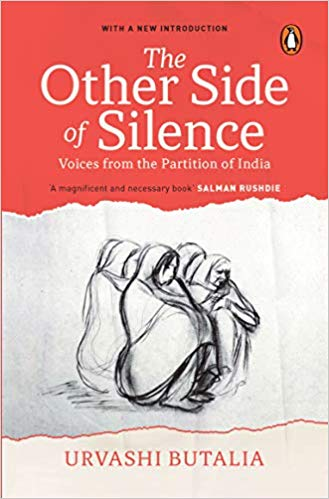 WITH A NEW INTRODUCTION
The
Other Side
of Silence
Voices from the Partition of India
'A magnificent and necessary book' SALMAN RUSHDIE
URVASHI BUTALIA